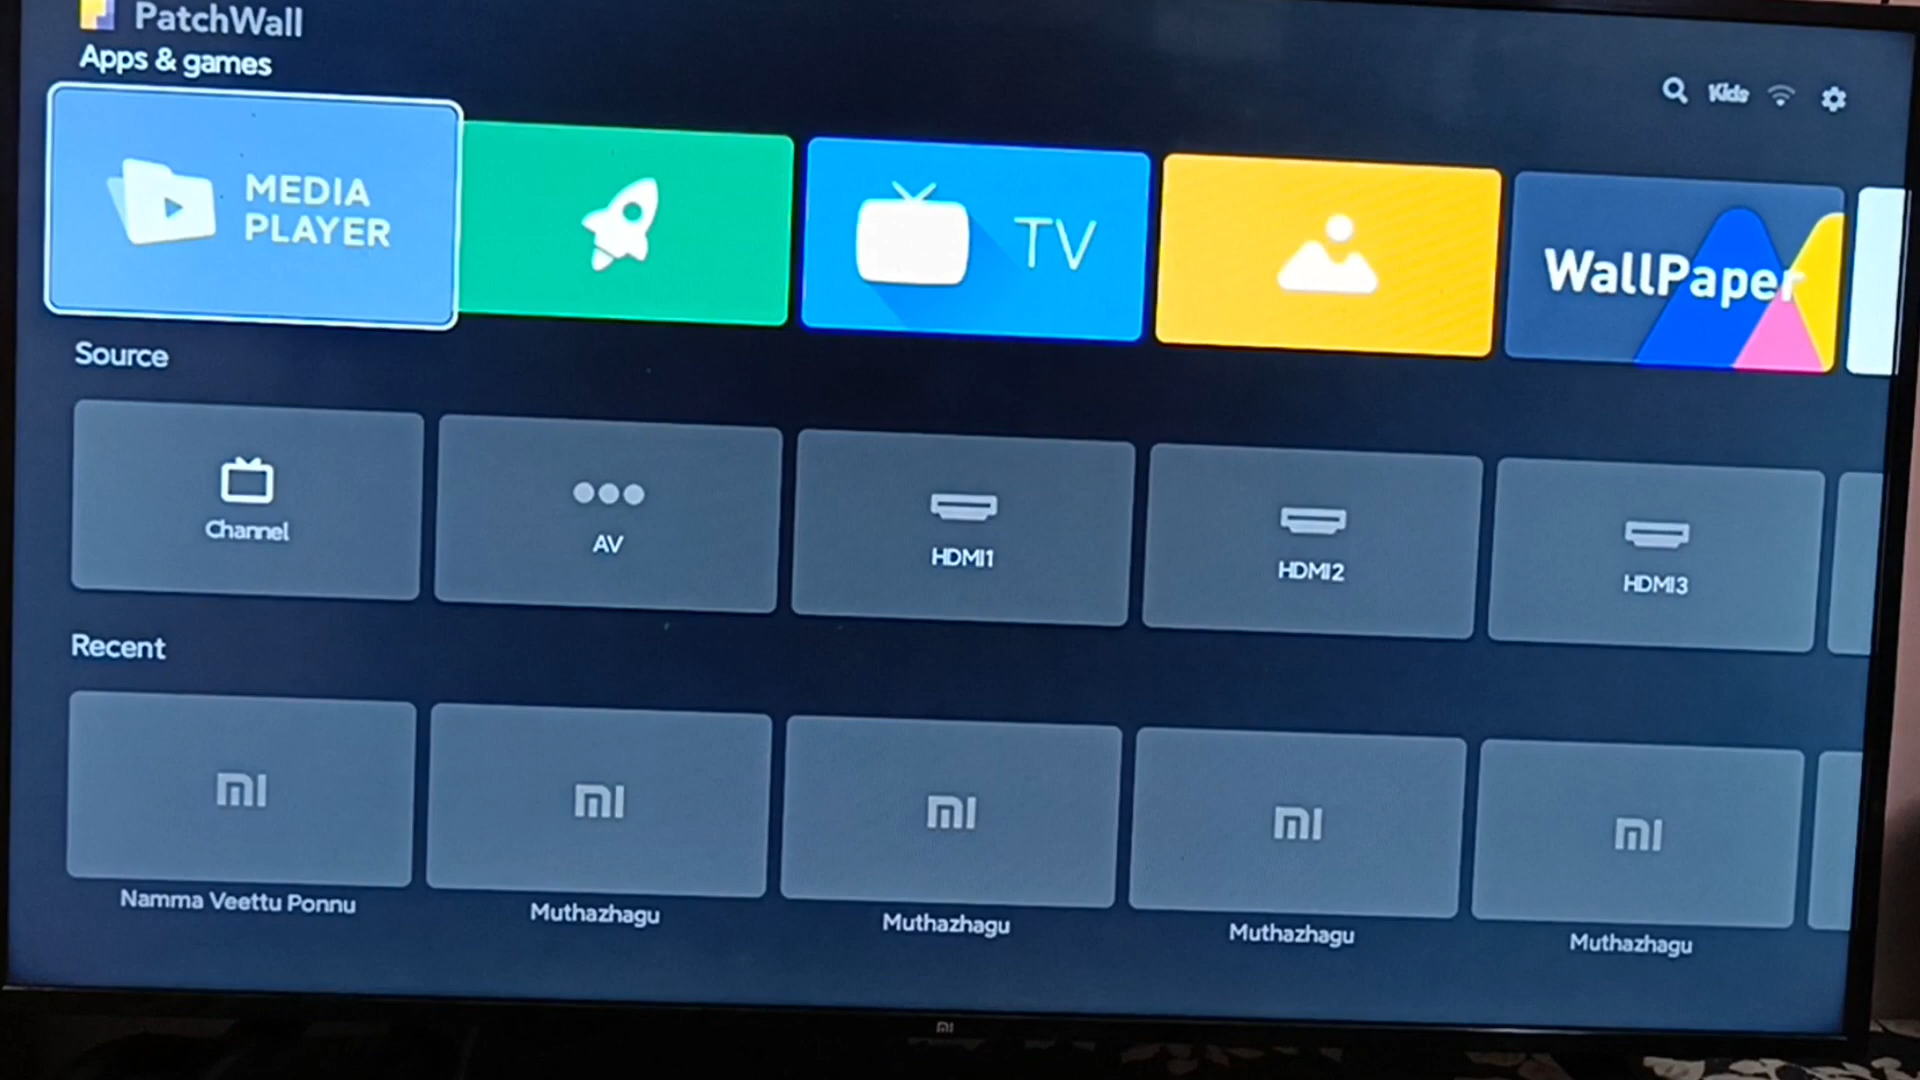 PatchWall
Apps & games
Kids
MEDIA
PLAYER
TV
WallPaper
Source
Channel
AV
HDMI1
HDMI2
HDMI3
Recent
mi
mi
mi
mi
mi
Namma Veettu Ponnu
Muthazhagu
Muthazhagu
Muthazhagu
Muthazhagu
mi